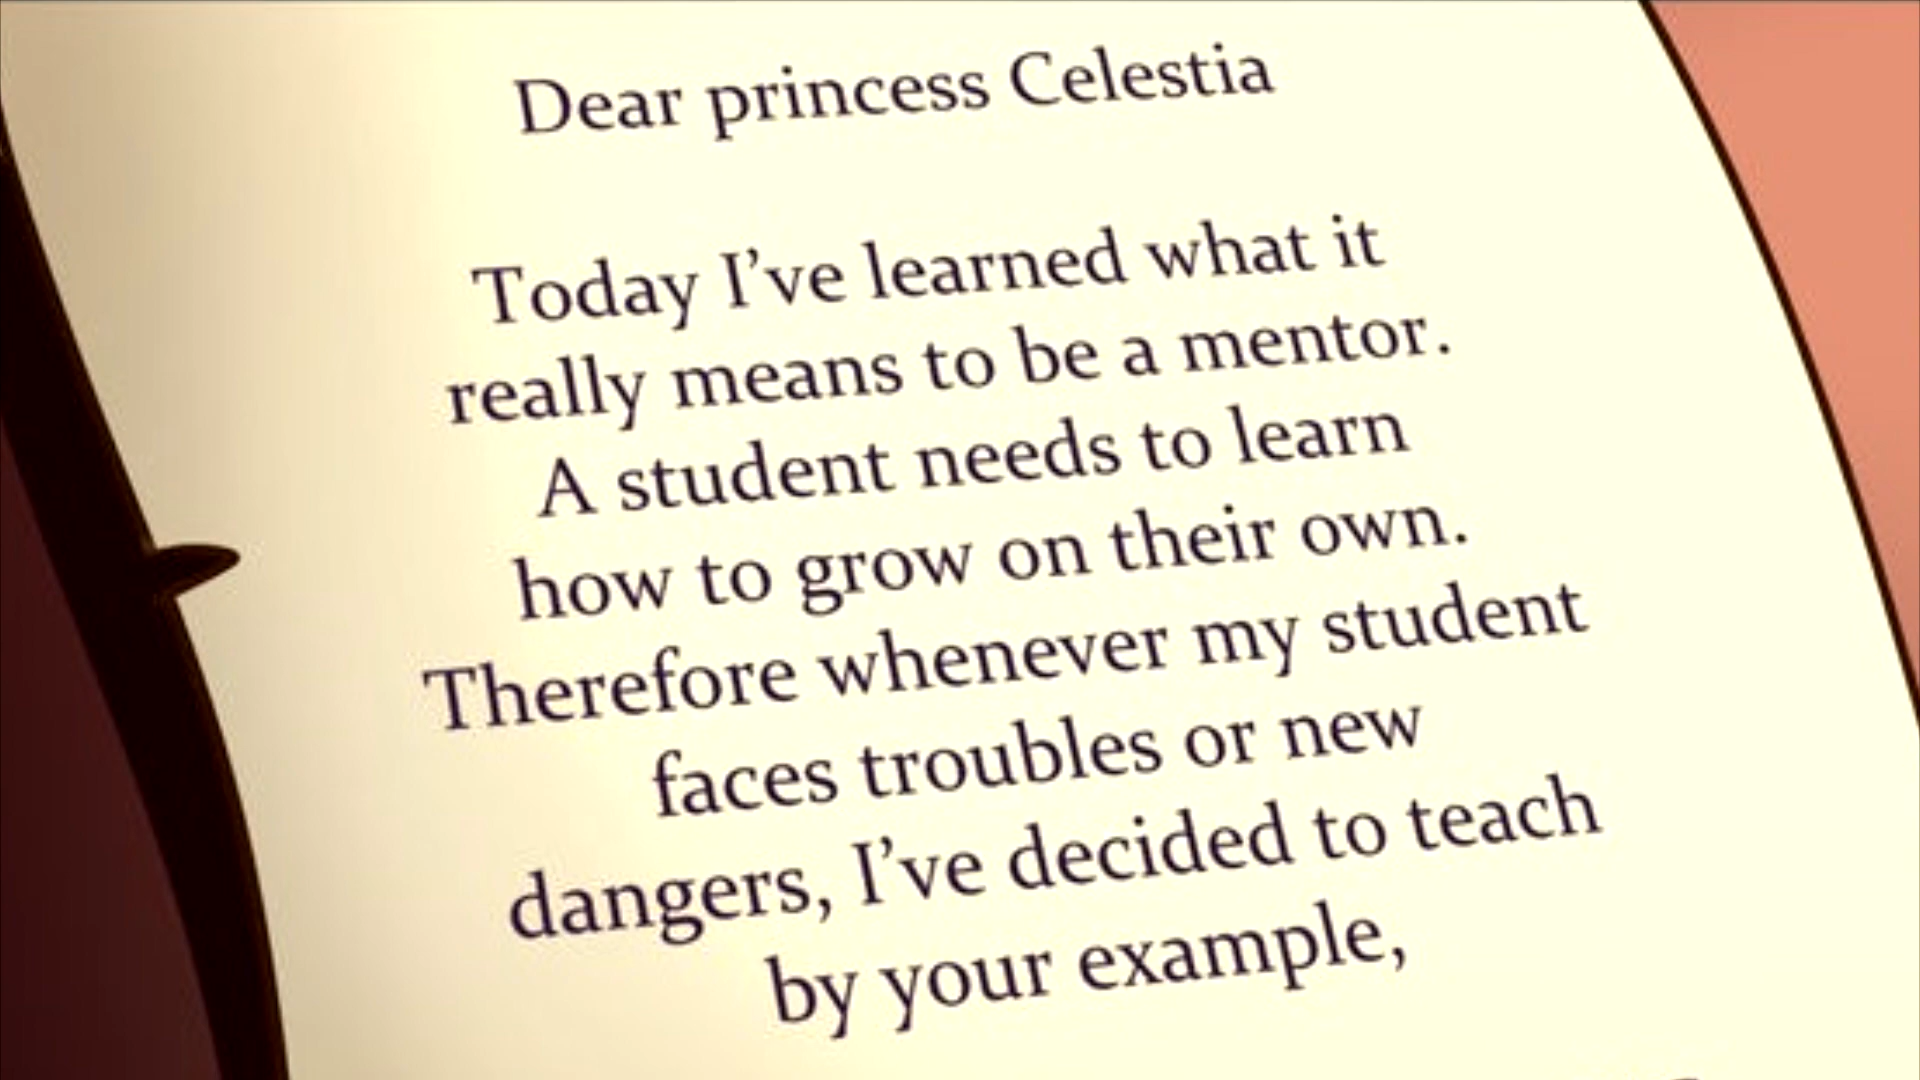 Dear princess Celestia
Today I've learned what it
really means to be a mentor.
A student needs to learn
how to grow on their own.
Therefore whenever my student
faces troubles or new
dangers, I've decided to teach
by your example,